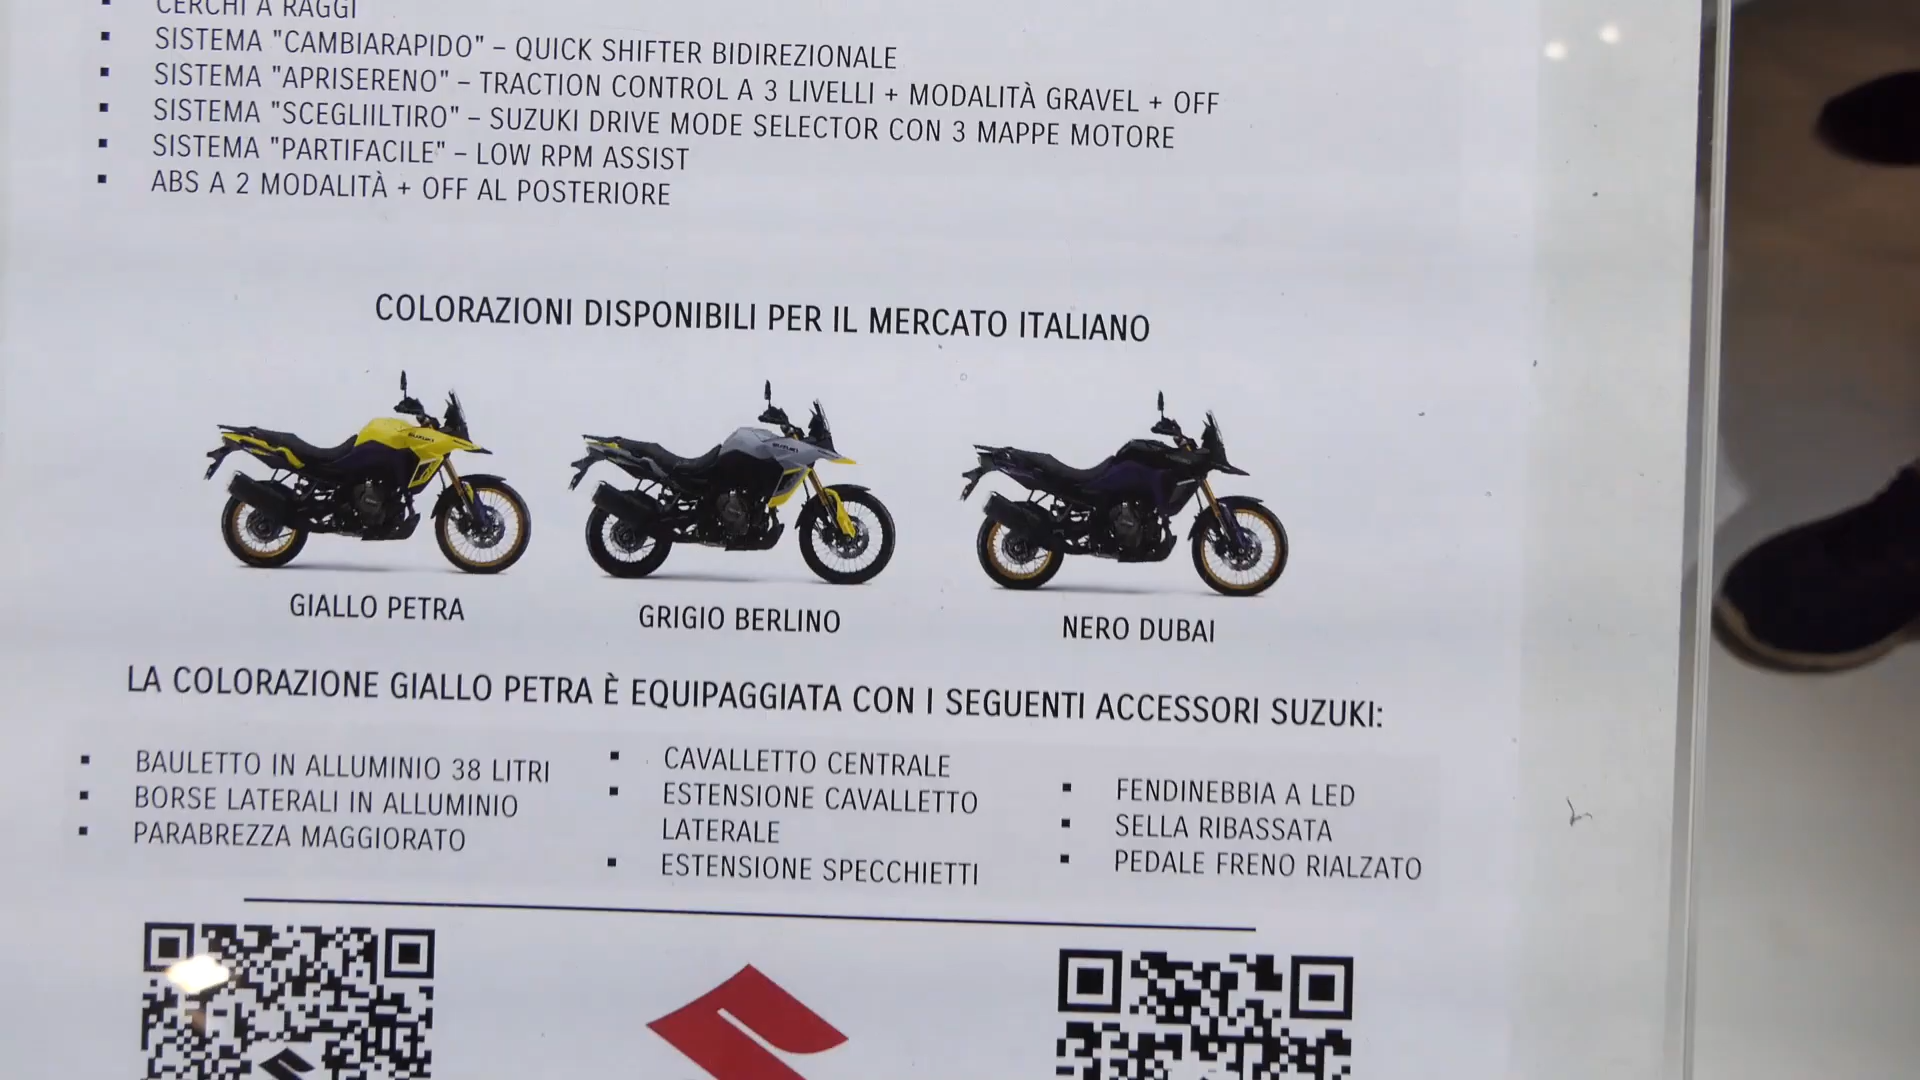 CERCHI A RAGGI
SISTEMA "CAMBIARAPIDO" – QUICK SHIFTER BIDIREZIONALE
SISTEMA "APRISERENO" – TRACTION CONTROL A 3 LIVELLI + MODALITÀ GRAVEL + OFF
SISTEMA "SCEGLIILTIRO" – SUZUKI DRIVE MODE SELECTOR CON 3 MAPPE MOTORE
SISTEMA "PARTIFACILE" – LOW RPM ASSIST
ABS A 2 MODALITÀ + OFF AL POSTERIORE
COLORAZIONI DISPONIBILI PER IL MERCATO ITALIANO
SUZUKI
SUZUKI
GIALLO PETRA
GRIGIO BERLINO
NERO DUBAI
LA COLORAZIONE GIALLO PETRA È EQUIPAGGIATA CON I SEGUENTI ACCESSORI SUZUKI:
BAULETTO IN ALLUMINIO 38 LITRI
BORSE LATERALI IN ALLUMINIO
PARABREZZA MAGGIORATO
CAVALLETTO CENTRALE
ESTENSIONE CAVALLETTO
LATERALE
ESTENSIONE SPECCHIETTI
FENDINEBBIA A LED
SELLA RIBASSATA
PEDALE FRENO RIALZATO